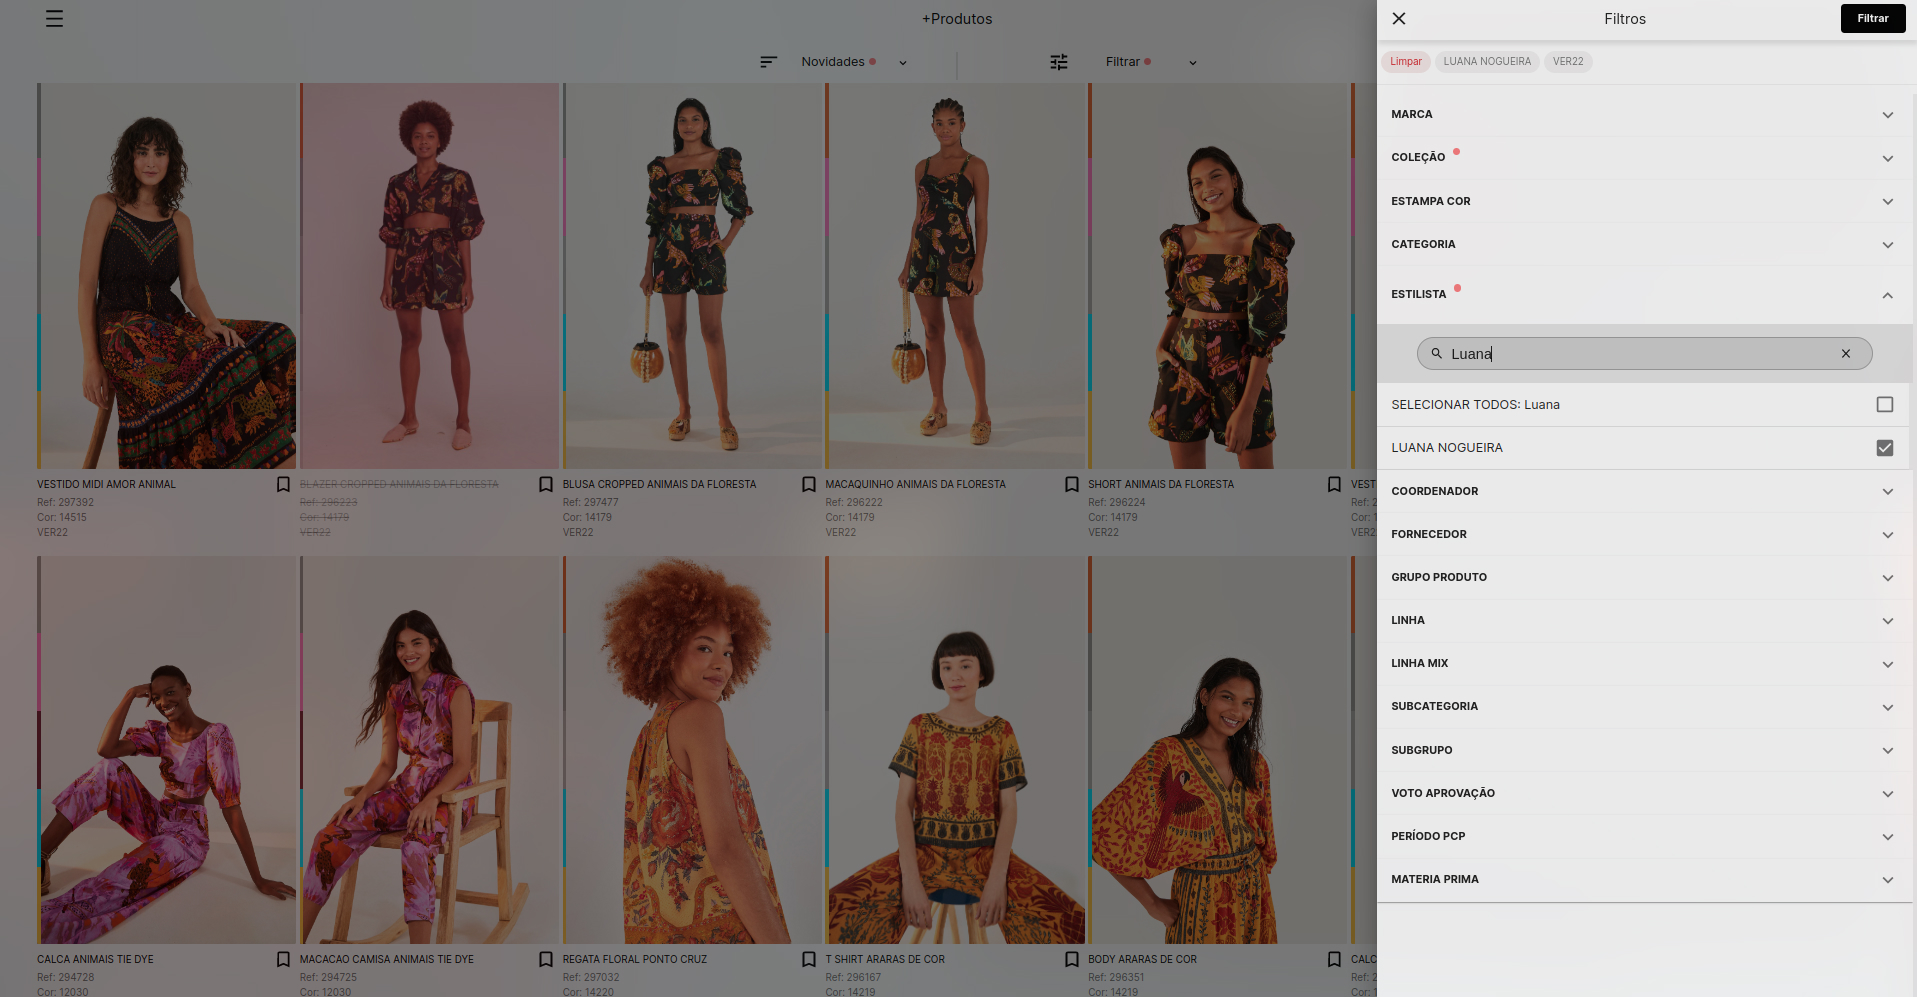 +Produtos
Novidades
Filtrar
VESTIDO MIDI AMOR ANIMAL
Ref: 297392
Cor: 14515
VER22
BLAZER CROPPED ANIMAIS DA FLORESTA
Ref: 296223
Cor: 14179
VER22
BLUSA CROPPED ANIMAIS DA FLORESTA
Ref: 297477
Cor: 14179
VER22
MACAQUINHO ANIMAIS DA FLORESTA
Ref: 296222
Cor: 14179
VER22
SHORT ANIMAIS DA FLORESTA
Ref: 296224
Cor: 14179
VER22
VEST
Ref: 2
Cor: 1
VER2
CALCA ANIMAIS TIE DYE
Ref: 294728
Cor: 12030
MACACAO CAMISA ANIMAIS TIE DYE
Ref: 294725
Cor: 12030
REGATA FLORAL PONTO CRUZ
Ref: 297032
Cor: 14220
T SHIRT ARARAS DE COR
Ref: 296167
Cor: 14219
BODY ARARAS DE COR
Ref: 296351
Cor: 14219
CALC
Ref: 2
Cor: 1
Filtros
Filtrar
Limpar
LUANA NOGUEIRA
VER22
MARCA
COLEÇÃO
ESTAMPA COR
CATEGORIA
ESTILISTA
Luana
SELECIONAR TODOS: Luana
LUANA NOGUEIRA
COORDENADOR
FORNECEDOR
GRUPO PRODUTO
LINHA
LINHA MIX
SUBCATEGORIA
SUBGRUPO
VOTO APROVAÇÃO
PERÍODO PCP
MATERIA PRIMA